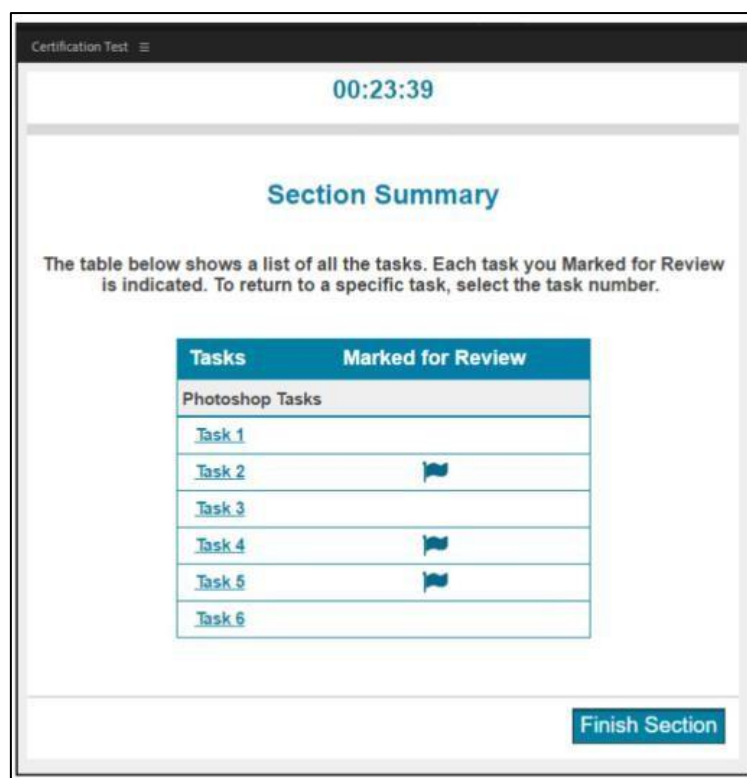 Certification Test
00:23:39
Section Summary
The table below shows a list of all the tasks. Each task you Marked for Review
is indicated. To return to a specific task, select the task number.
Tasks Marked for Review
Photoshop Tasks
Task 1
Task 2
Task 3
Task 4
Task 5
Task 6
Finish Section